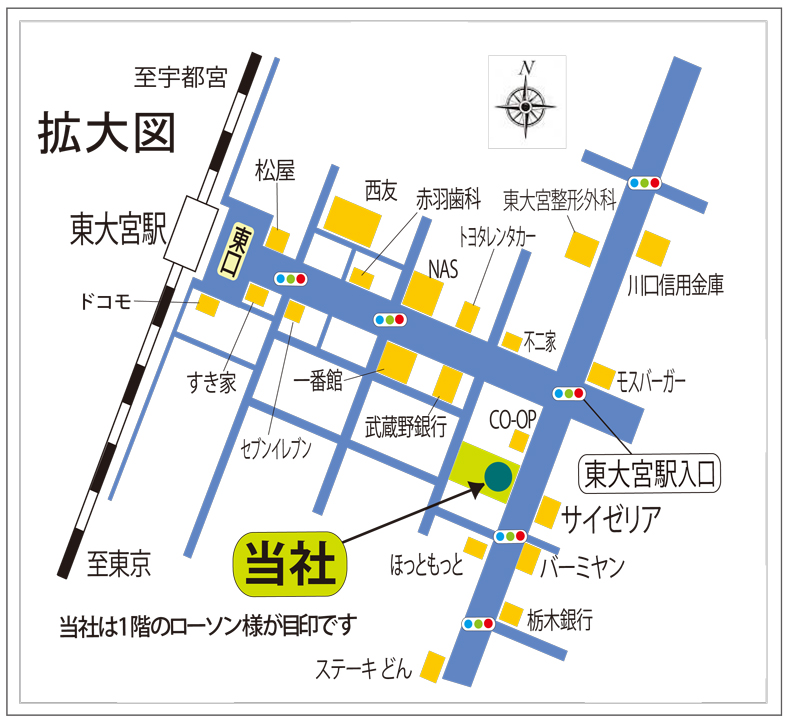 至宇都宮
N
拡大図
松屋
西友
赤羽歯科
東大宮整形外科
東大宮駅
東口
トヨタレンタカー
NAS
川口信用金庫
ドコモ
不二家
すき家
一番館
モスバーガー
武蔵野銀行
CO-OP
セブンイレブン
東大宮駅入口
サイゼリア
当社
至東京
ほっともっと
バーミヤン
当社は1階のローソン様が目印です
栃木銀行
ステーキどん